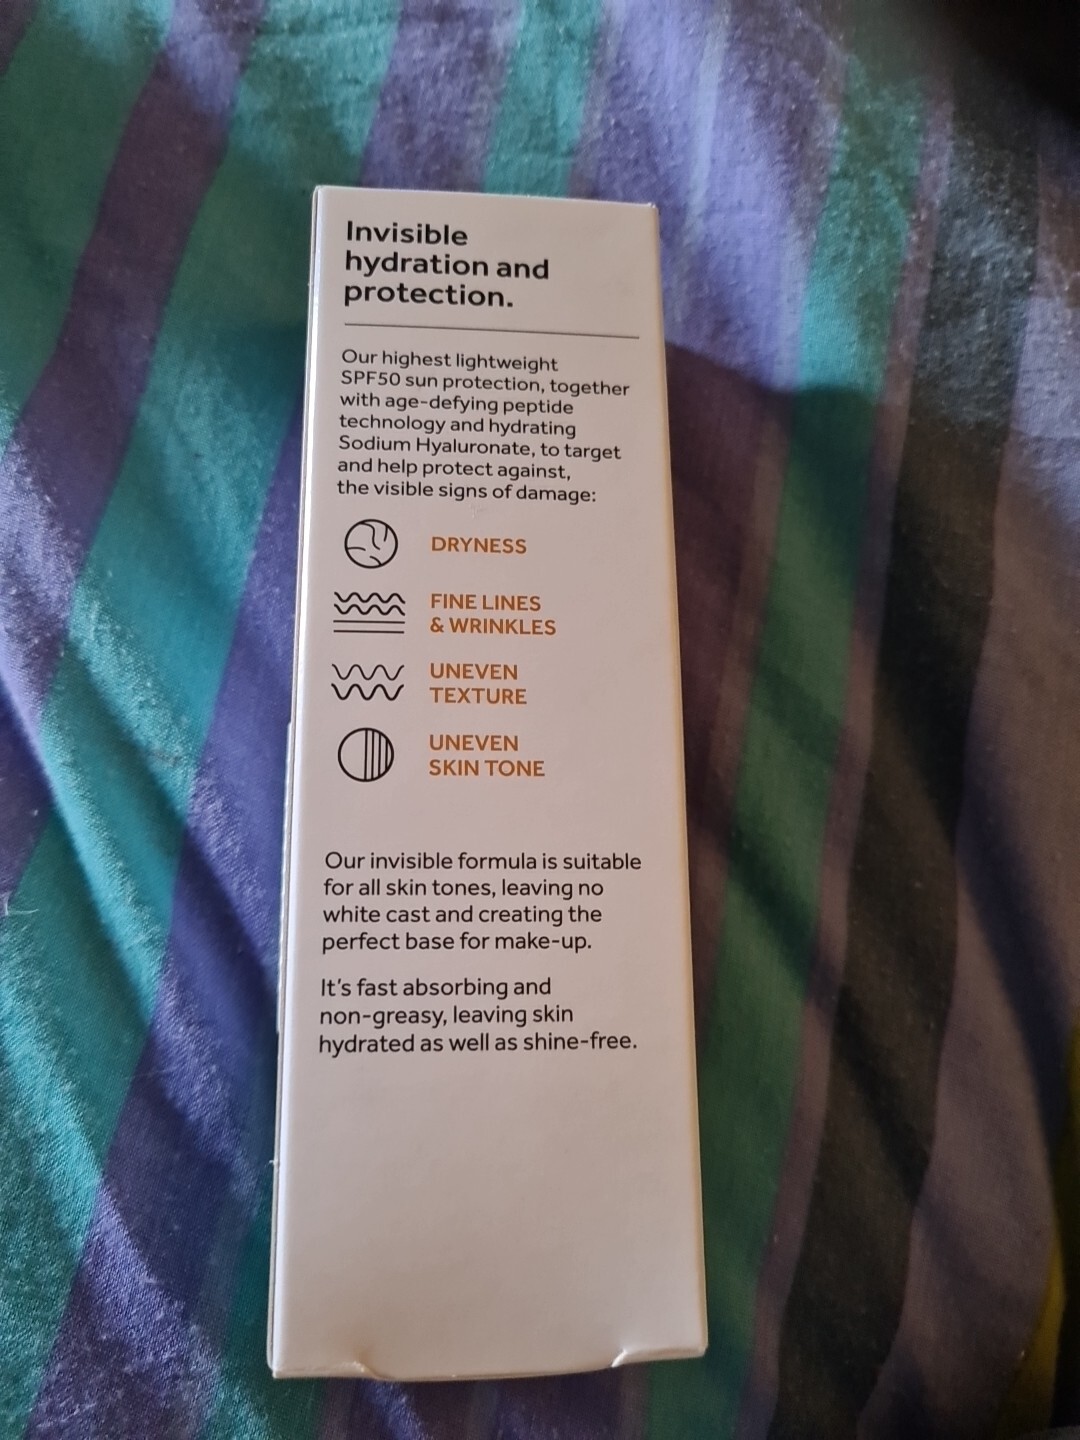 Invisible
hydration and
protection.
Our highest lightweight
SPF50 sun protection, together
with age-defying peptide
technology and hydrating
Sodium Hyaluronate, to target
and help protect against,
the visible signs of damage:
DRYNESS
FINE LINES
& WRINKLES
UNEVEN
TEXTURE
UNEVEN
SKIN TONE
Our invisible formula is suitable
for all skin tones, leaving no
white cast and creating the
perfect base for make-up.
It's fast absorbing and
non-greasy, leaving skin
hydrated as well as shine-free.